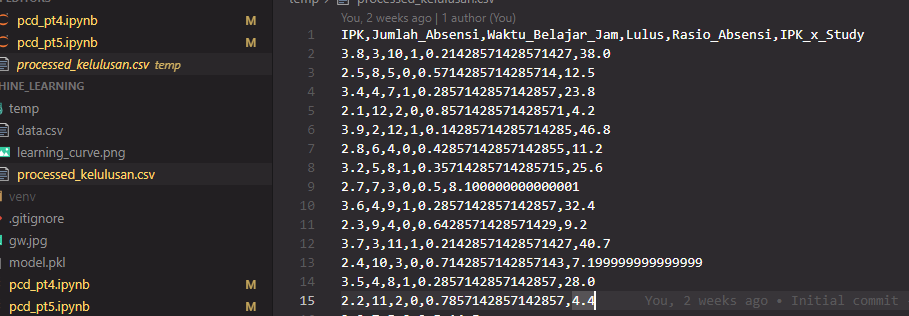 pcd_pt4.ipynb M
pcd_pt5.ipynb M
processed_kelulusan.csv temp
HINE_LEARNING
temp
data.csv
learning_curve.png
processed_kelulusan.csv
venv
.gitignore
gw.jpg
model.pkl
pcd_pt4.ipynb M
pcd_pt5.ipynb M
temp > processed_kelulusan.csv
You, 2 weeks ago | 1 author (You)
1 IPK,Jumlah_Absensi,Waktu_Belajar_Jam,Lulus,Rasio_Absensi,IPK_x_Study
2 3.8,3,10,1,0.21428571428571427,38.0
3 2.5,8,5,0,0.5714285714285714,12.5
4 3.4,4,7,1,0.2857142857142857,23.8
5 2.1,12,2,0,0.8571428571428571,4.2
6 3.9,2,12,1,0.14285714285714285,46.8
7 2.8,6,4,0,0.42857142857142855,11.2
8 3.2,5,8,1,0.35714285714285715,25.6
9 2.7,7,3,0,0.5,8.100000000000001
10 3.6,4,9,1,0.2857142857142857,32.4
11 2.3,9,4,0,0.6428571428571429,9.2
12 3.7,3,11,1,0.21428571428571427,40.7
13 2.4,10,3,0,0.7142857142857143,7.199999999999999
14 3.5,4,8,1,0.2857142857142857,28.0
15 2.2,11,2,0,0.7857142857142857,4.4 You, 2 weeks ago • Initial commit